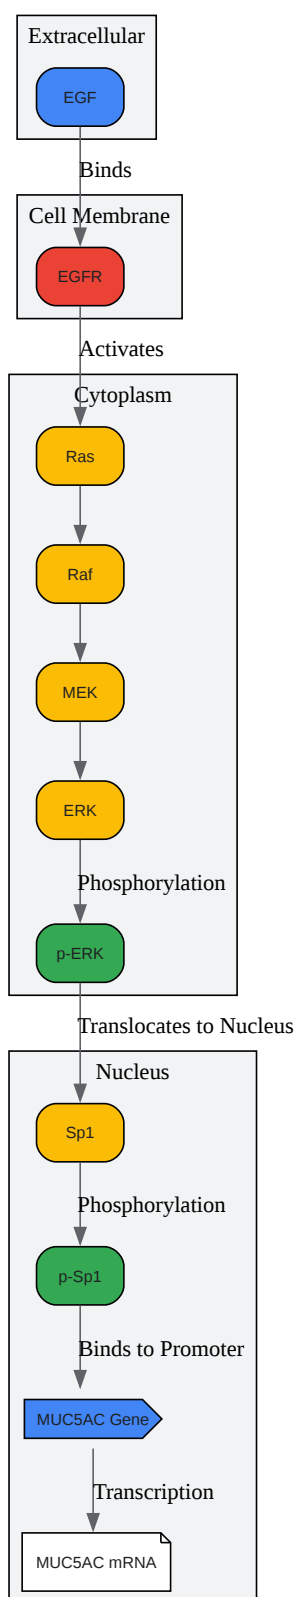 Extracellular
EGF
Binds
Cell Membrane
EGFR
Activates
Cytoplasm
Ras
Raf
MEK
ERK
Phosphorylation
p-ERK
Translocates to Nucleus
Nucleus
Sp1
Phosphorylation
p-Sp1
Binds to Promoter
MUC5AC Gene
Transcription
MUC5AC mRNA